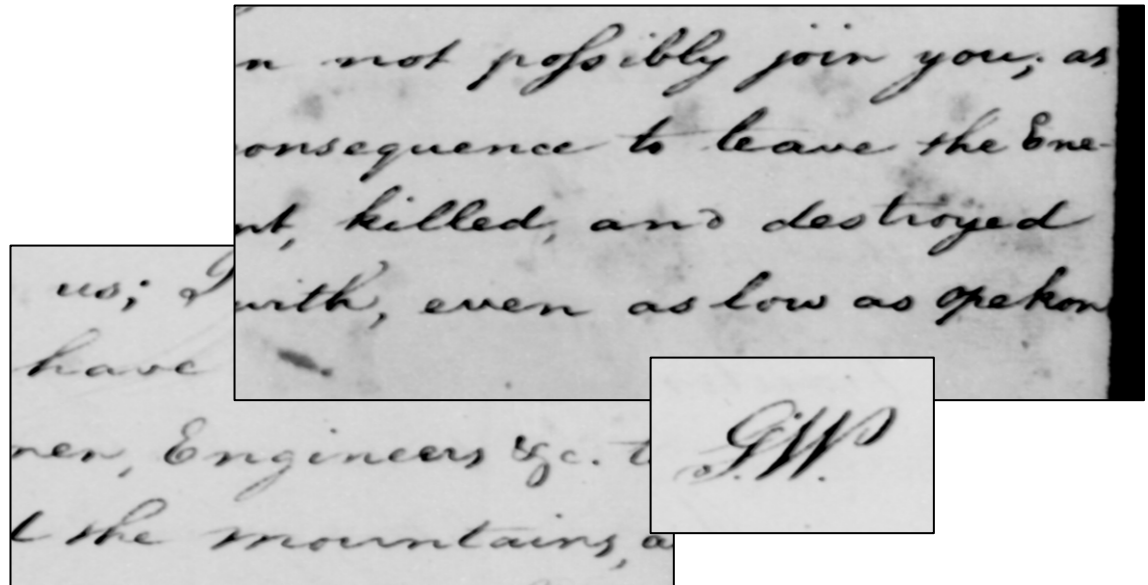 n not poſsibly join you; as
onsequence to leave the Ene-
nt, killed, and destroyed
with, even as low as Opekon
us; I
have
men, Engineers &c. t
t the mountains, a
G.W.